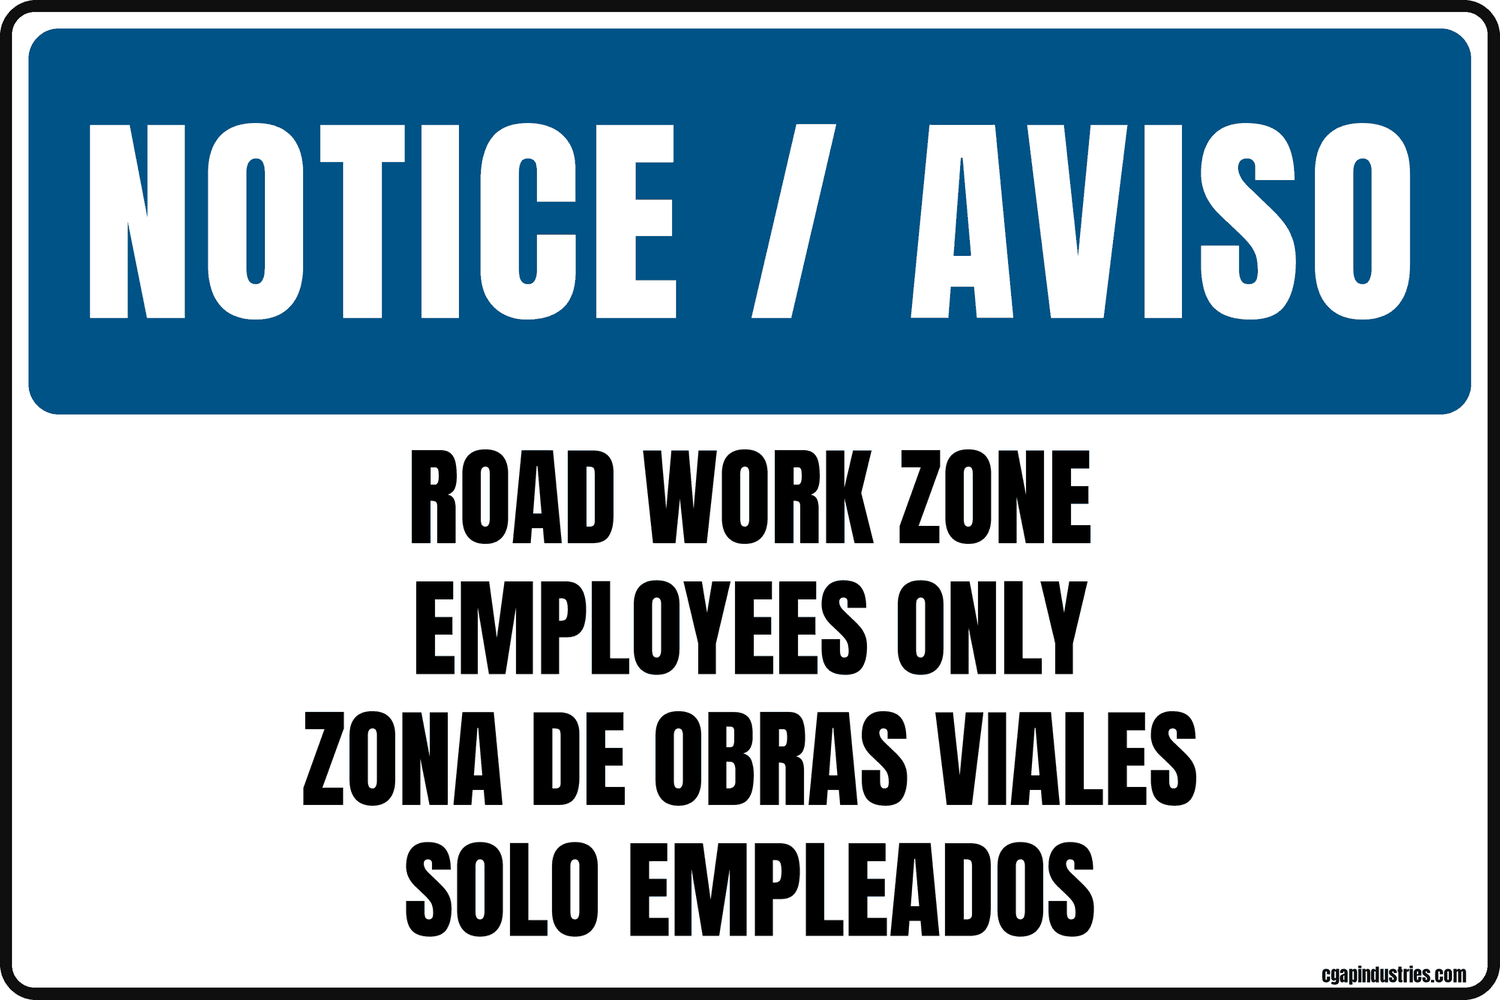 NOTICE / AVISO
ROAD WORK ZONE
EMPLOYEES ONLY
ZONA DE OBRAS VIALES
SOLO EMPLEADOS
cgapindustries.com